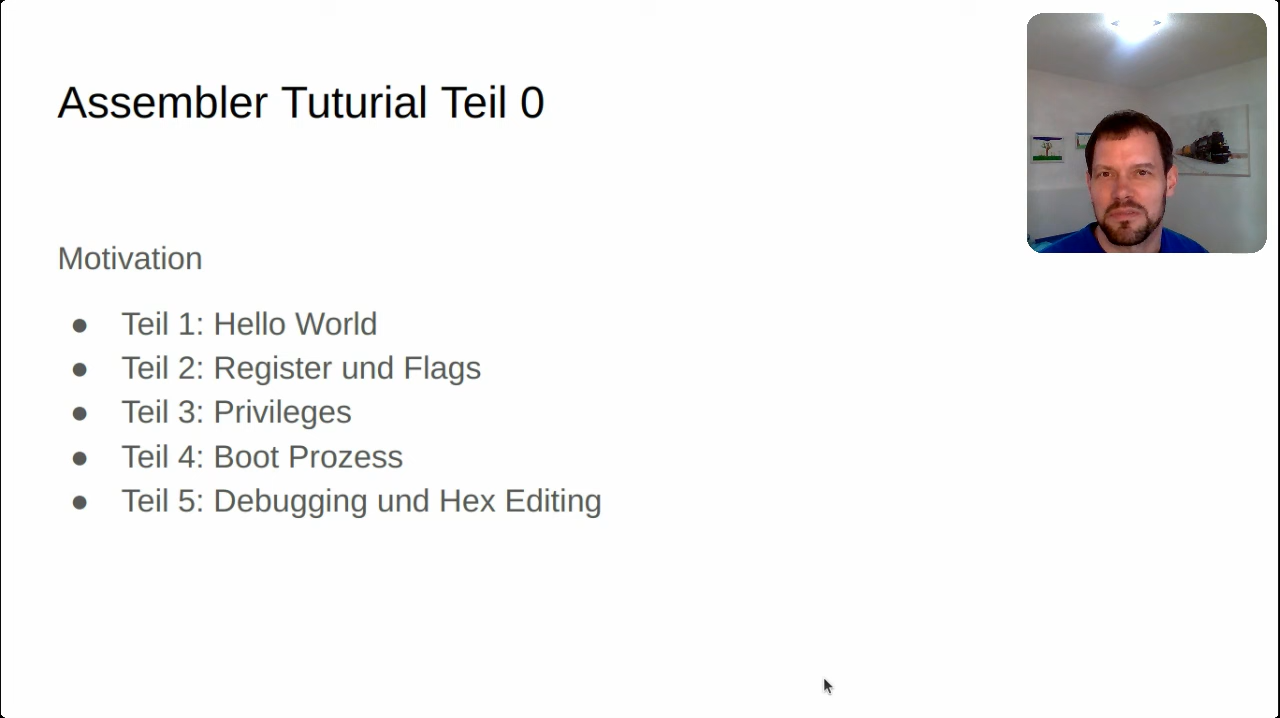 Assembler Tuturial Teil 0
Motivation
● Teil 1: Hello World
● Teil 2: Register und Flags
● Teil 3: Privileges
● Teil 4: Boot Prozess
● Teil 5: Debugging und Hex Editing